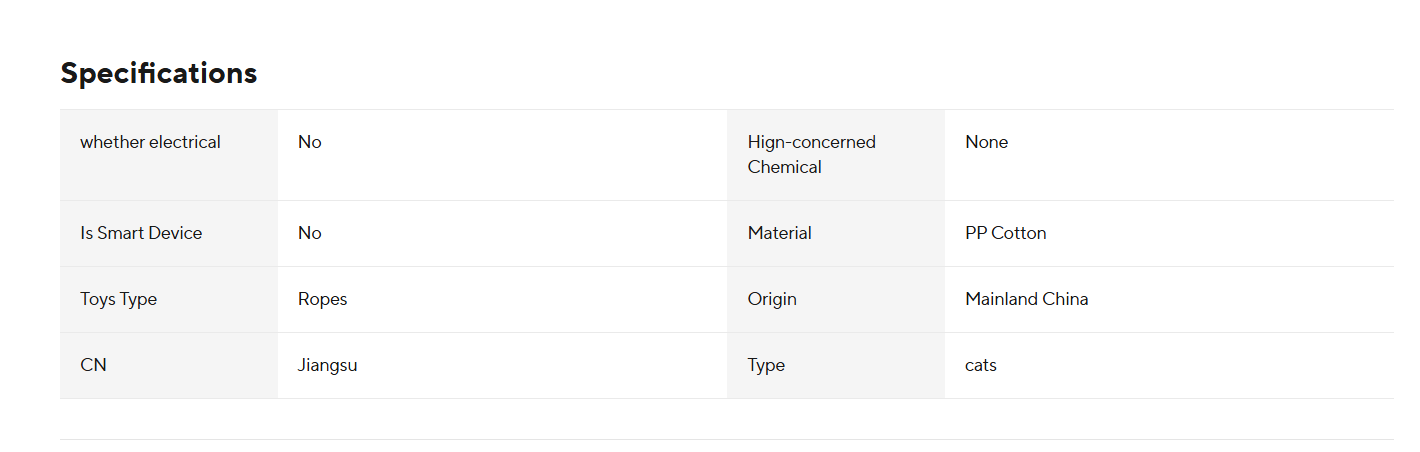 Specifications
whether electrical No Hign-concerned None
Chemical
Is Smart Device No Material PP Cotton
Toys Type Ropes Origin Mainland China
CN Jiangsu Type cats